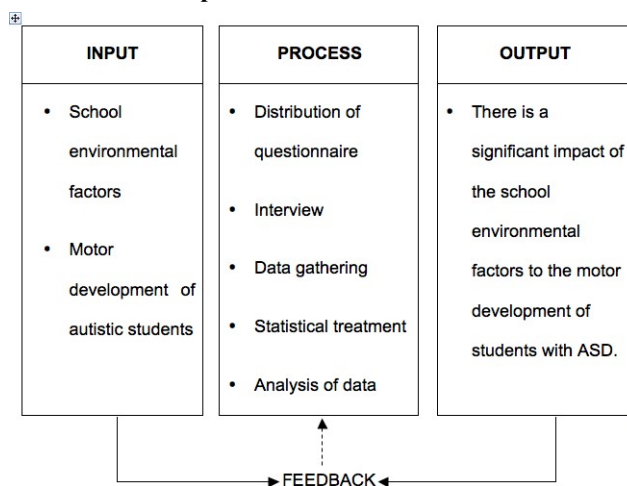 INPUT
• School
environmental
factors
• Motor
development of
autistic students
PROCESS
• Distribution of
questionnaire
• Interview
• Data gathering
• Statistical treatment
• Analysis of data
OUTPUT
• There is a
significant impact of
the school
environmental
factors to the motor
development of
students with ASD.
FEEDBACK